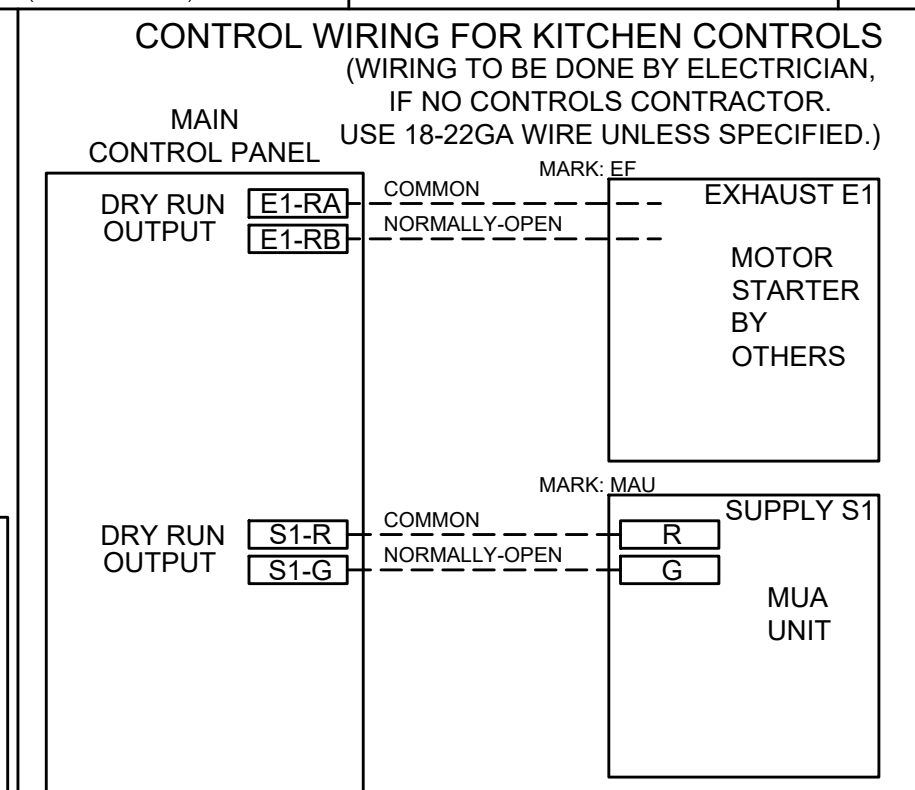 CONTROL WIRING FOR KITCHEN CONTROLS
(WIRING TO BE DONE BY ELECTRICIAN,
IF NO CONTROLS CONTRACTOR.
USE 18-22GA WIRE UNLESS SPECIFIED.)
MAIN
CONTROL PANEL
DRY RUN
OUTPUT
E1-RA
E1-RB
COMMON
NORMALLY-OPEN
MARK: EF
EXHAUST E1
MOTOR
STARTER
BY
OTHERS
DRY RUN
OUTPUT
S1-R
S1-G
COMMON
NORMALLY-OPEN
MARK: MAU
R
G
SUPPLY S1
MUA
UNIT